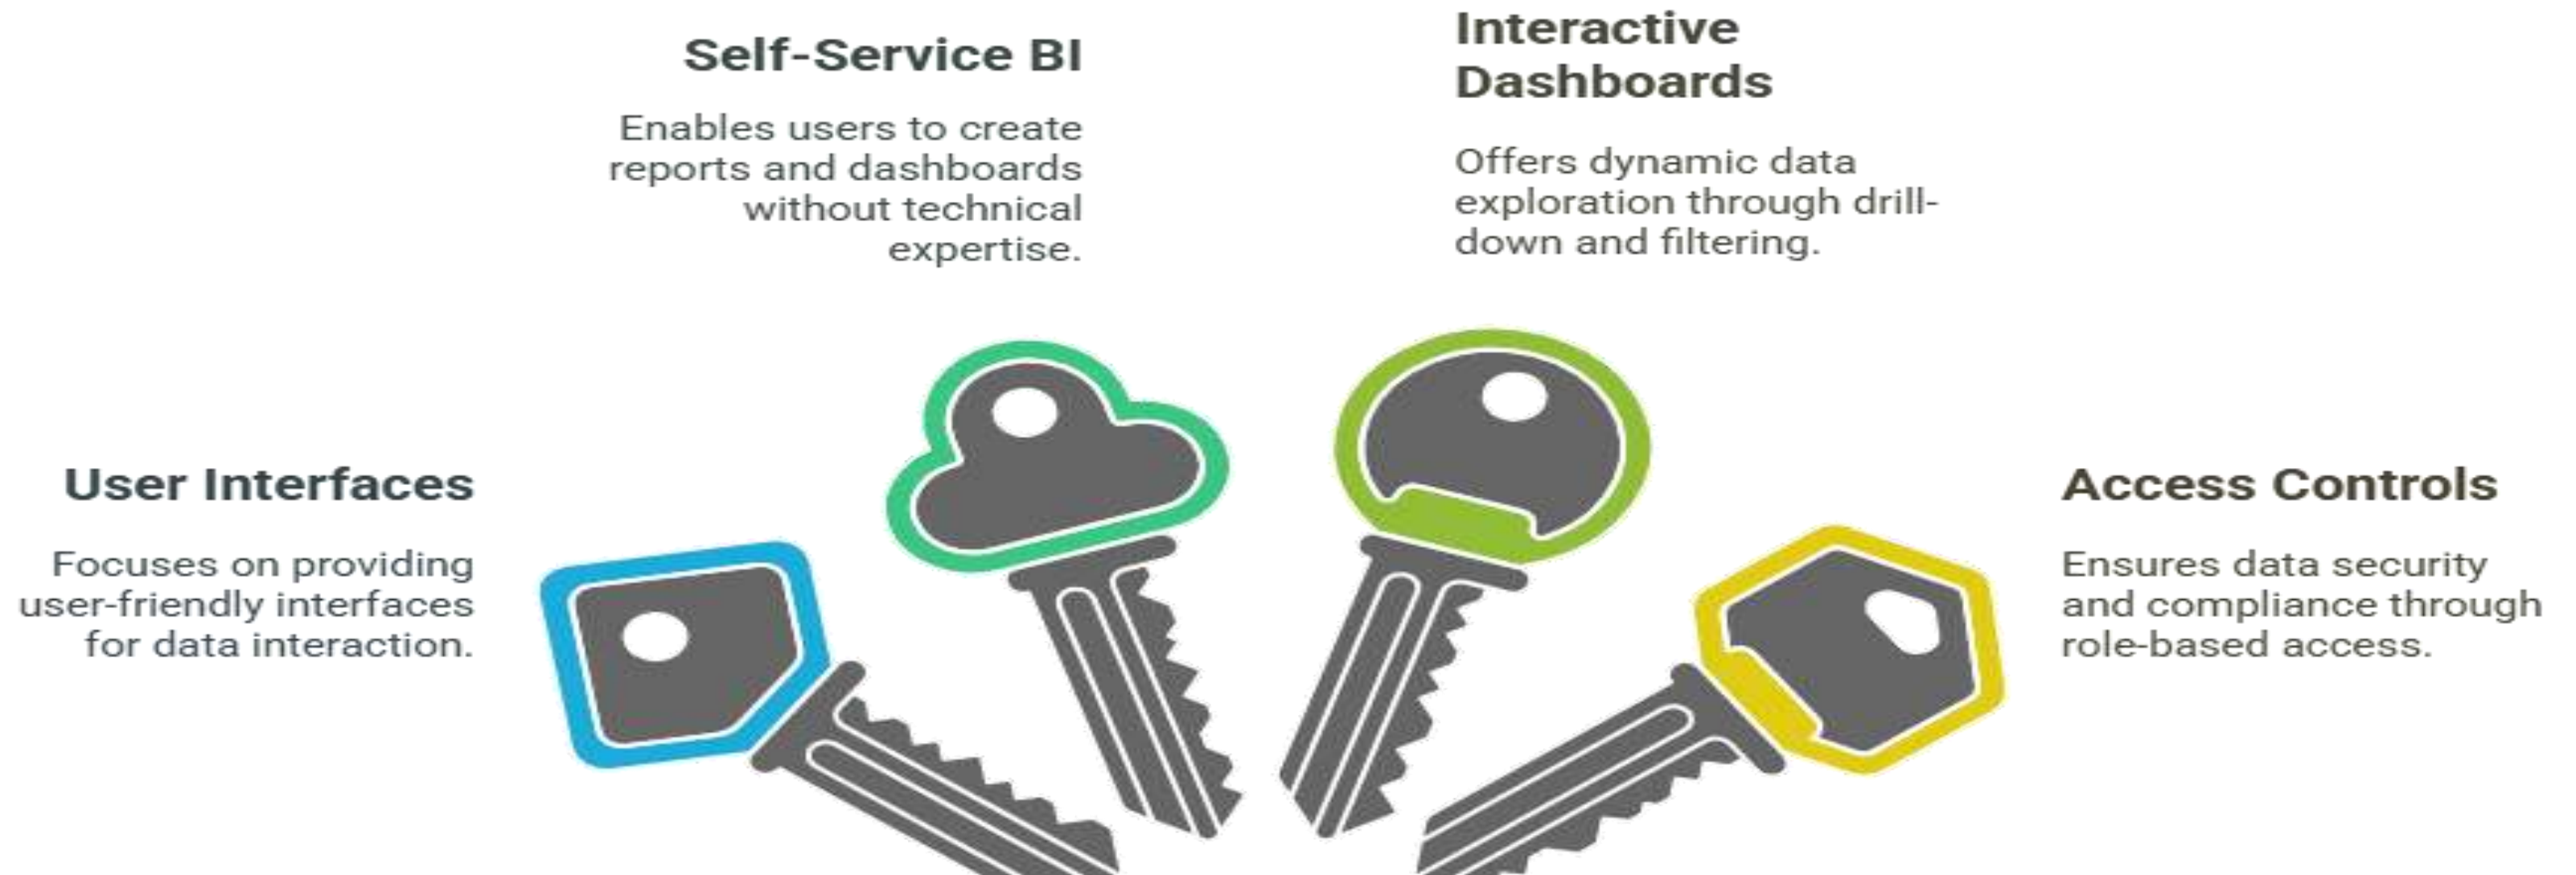 Self-Service BI
Enables users to create
reports and dashboards
without technical
expertise.
Interactive
Dashboards
Offers dynamic data
exploration through drill-
down and filtering.
User Interfaces
Focuses on providing
user-friendly interfaces
for data interaction.
Access Controls
Ensures data security
and compliance through
role-based access.